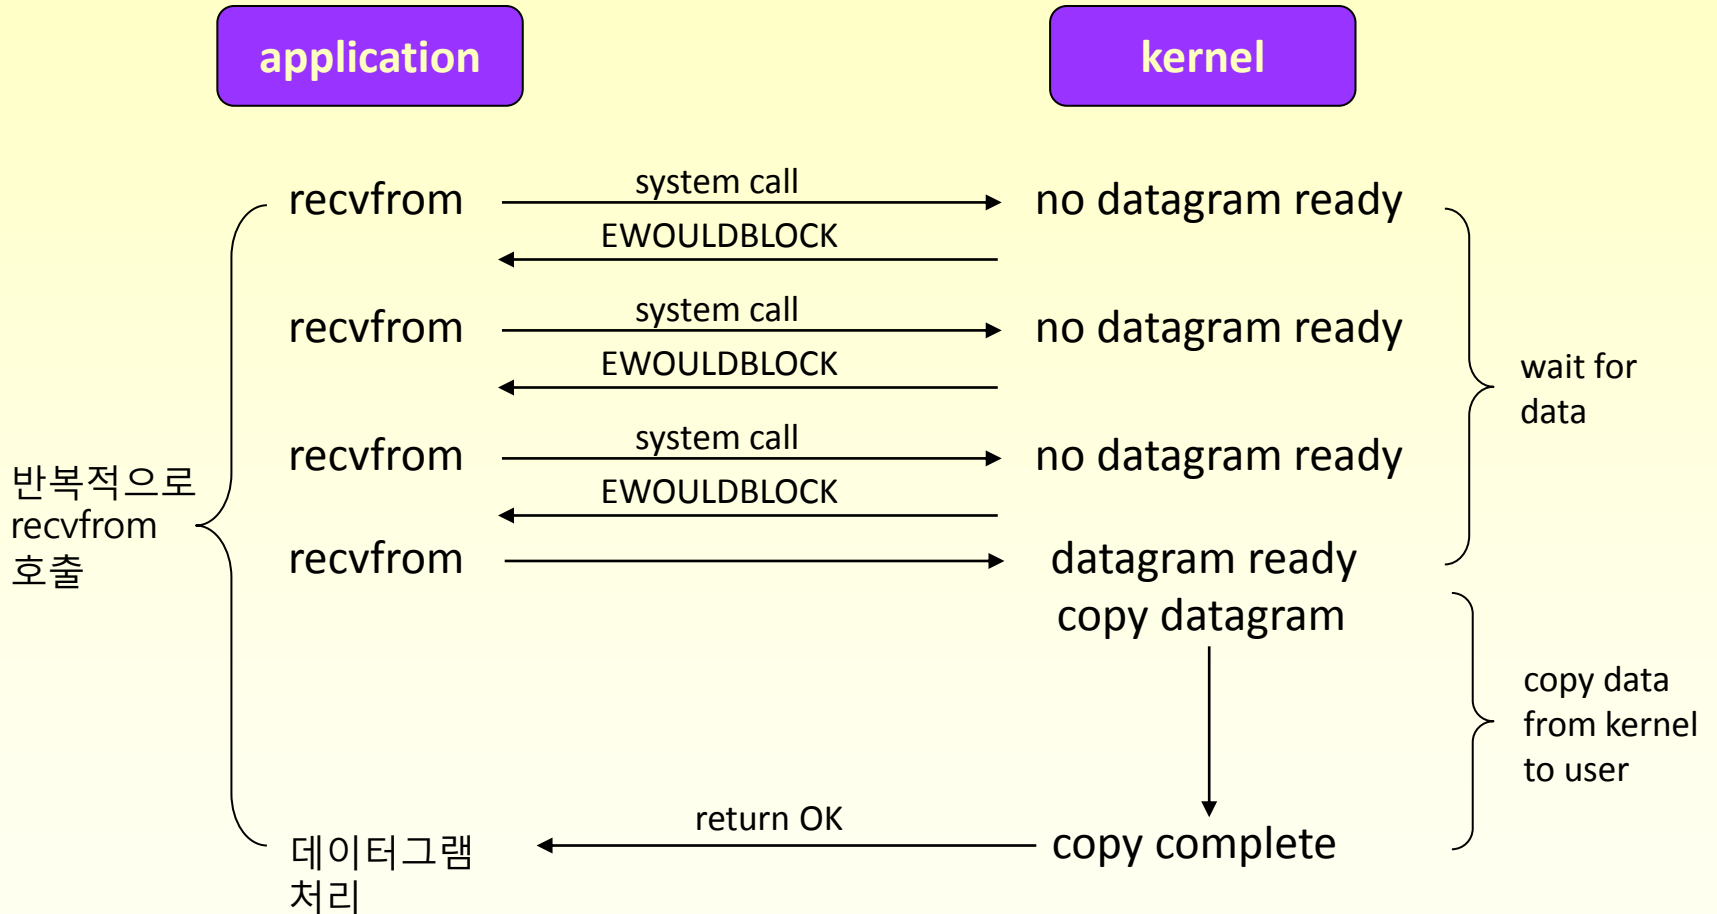 application
kernel
recvfrom
system call
no datagram ready
EWOULDBLOCK
recvfrom
system call
no datagram ready
EWOULDBLOCK
wait for
data
recvfrom
system call
no datagram ready
EWOULDBLOCK
반복적으로
recvfrom
호출
recvfrom
datagram ready
copy datagram
copy data
from kernel
to user
return OK
copy complete
데이터그램
처리